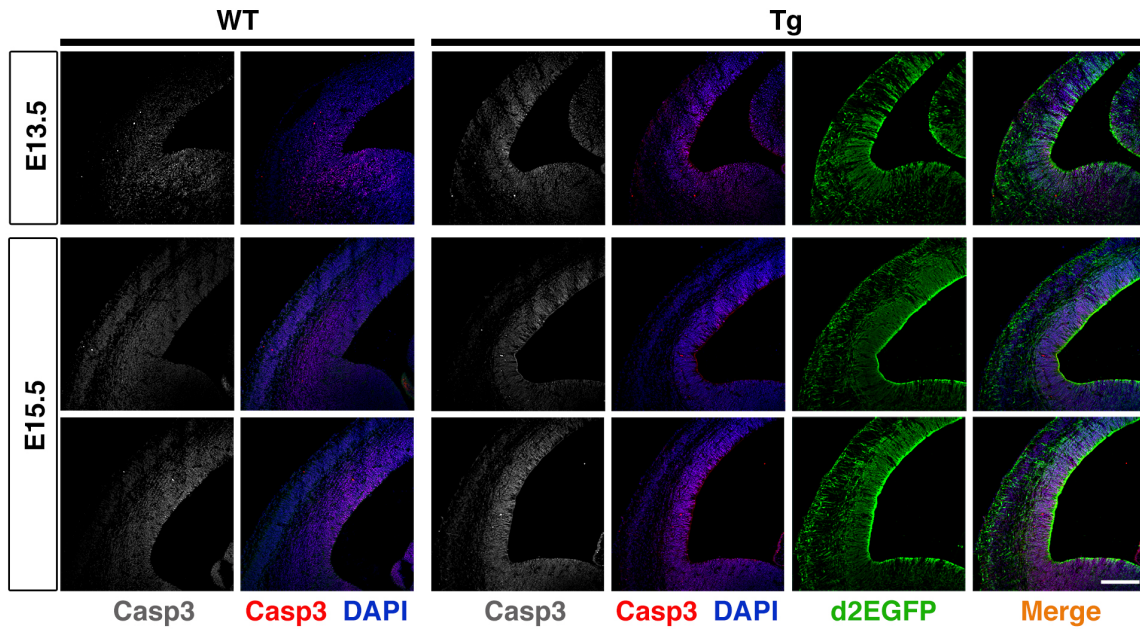 WT Tg
E13.5
E15.5
Casp3 Casp3 DAPI Casp3 Casp3 DAPI d2EGFP Merge